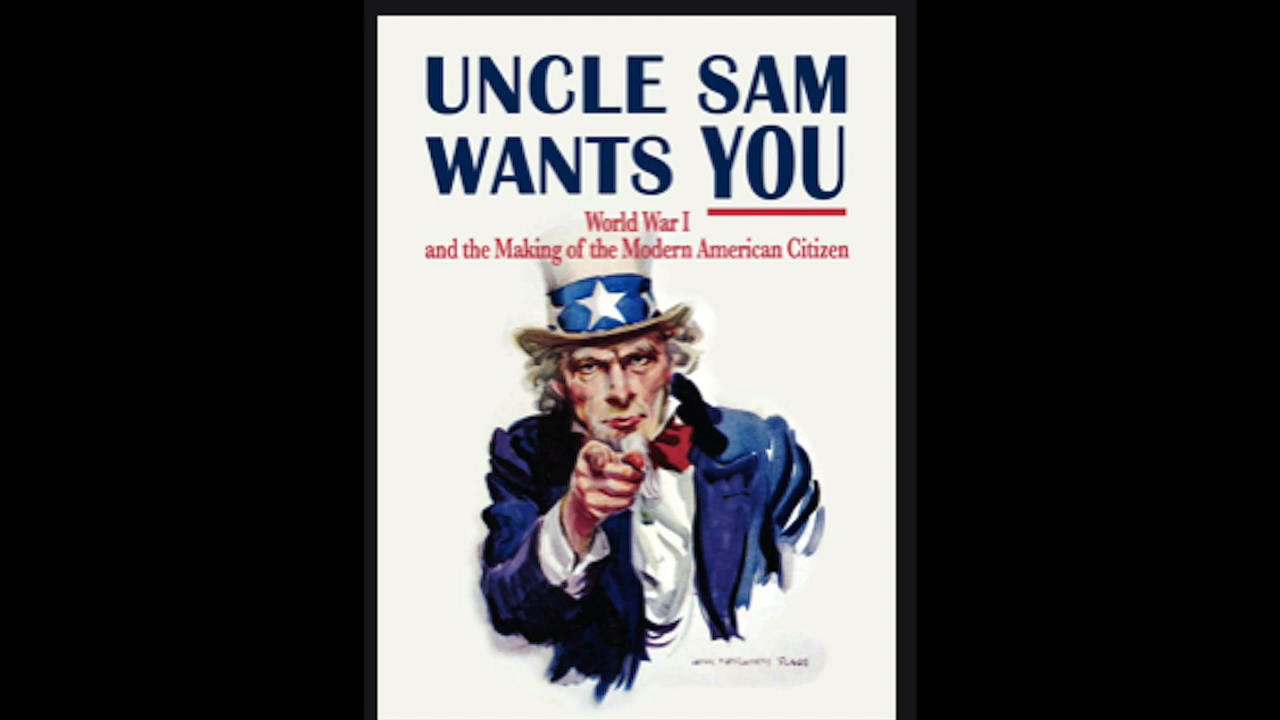 UNCLE SAM
WANTS YOU
World War I
and the Making of the Modern American Citizen